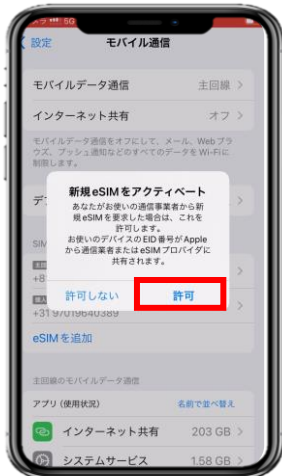 5G
設定
モバイル通信
モバイルデータ通信 主回線
インターネット共有 オフ
モバイルデータ通信をオフにして、メール、Webブラ
ウズ、プッシュ通知などのすべてのデータをWi-Fiに
制限します。
デ
新規eSIMをアクティベート
あなたがお使いの通信事業者から新
規eSIMを要求した場合は、これを
許可します。
お使いのデバイスのEID番号がApple
から通信業者またはeSIMプロバイダに
共有されます。
SIM
許可しない 許可
+8
+3197019640389
eSIMを追加
主回線のモバイルデータ通信
アプリ (使用状況) 名前で並べ替え
インターネット共有 203 GB
システムサービス 1.58 GB